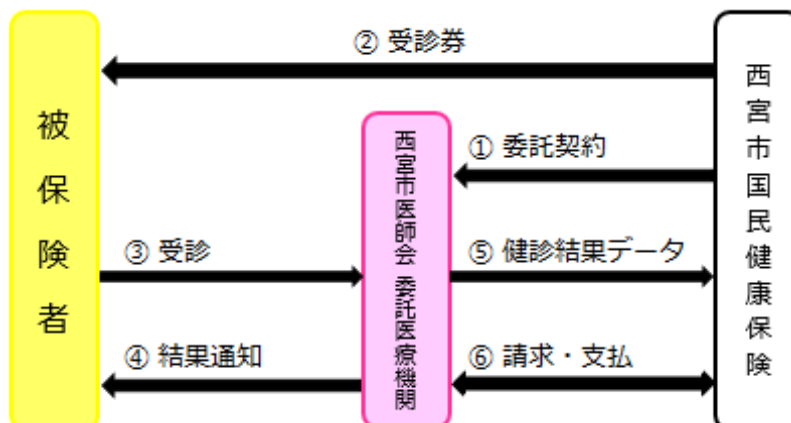 ② 受診券
被保険者
西宮市医師会 委託医療機関
西宮市国民健康保険
① 委託契約
③ 受診
⑤ 健診結果データ
④ 結果通知
⑥ 請求・支払